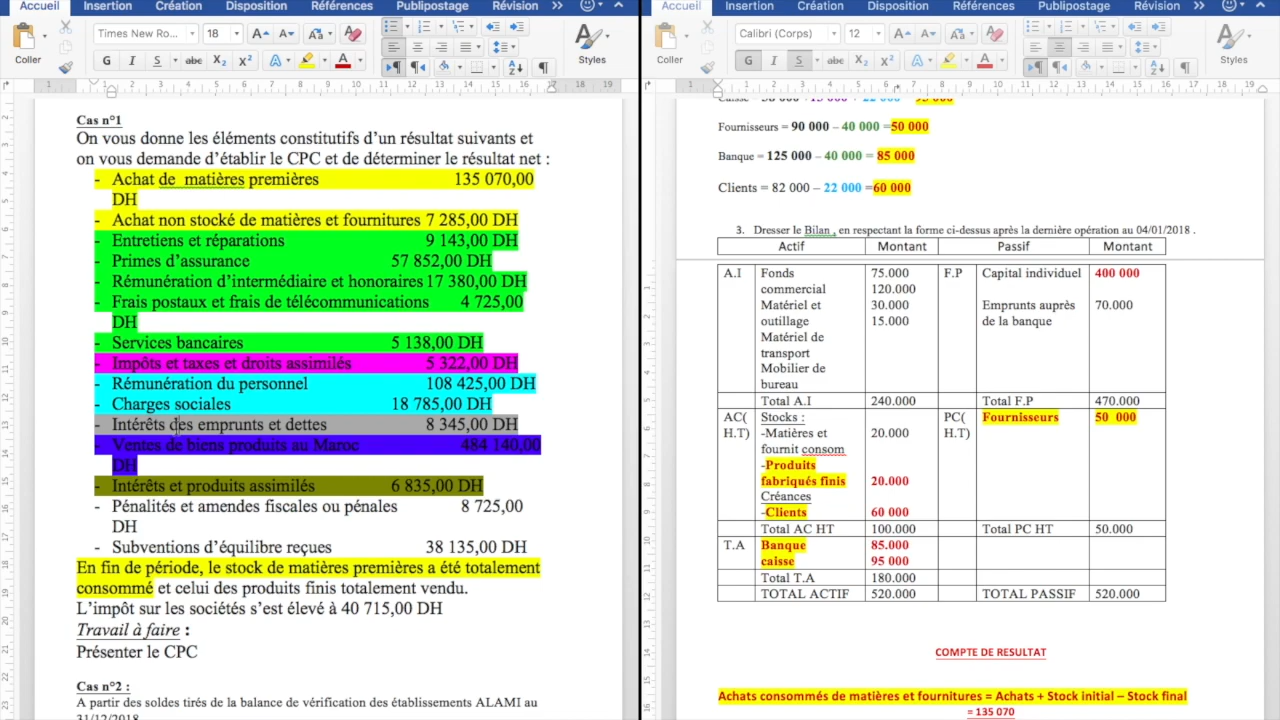 Accueil Insertion Création Disposition Références Publipostage Révision >>
Times New Ro... 18
Coller
G I S abc X₂ X²
Styles
Cas n°1
On vous donne les éléments constitutifs d'un résultat suivants et
on vous demande d'établir le CPC et de déterminer le résultat net :
- Achat de matières premières 135 070,00
DH
- Achat non stocké de matières et fournitures 7 285,00 DH
- Entretiens et réparations 9 143,00 DH
- Primes d'assurance 57 852,00 DH
- Rémunération d'intermédiaire et honoraires 17 380,00 DH
- Frais postaux et frais de télécommunications 4 725,00
DH
- Services bancaires 5 138,00 DH
- Impôts et taxes et droits assimilés 5 322,00 DH
- Rémunération du personnel 108 425,00 DH
- Charges sociales 18 785,00 DH
- Intérêts des emprunts et dettes 8 345,00 DH
- Ventes de biens produits au Maroc 484 140,00
DH
- Intérêts et produits assimilés 6 835,00 DH
- Pénalités et amendes fiscales ou pénales 8 725,00
DH
- Subventions d'équilibre reçues 38 135,00 DH
En fin de période, le stock de matières premières a été totalement
consommé et celui des produits finis totalement vendu.
L'impôt sur les sociétés s'est élevé à 40 715,00 DH
Travail à faire :
Présenter le CPC
Cas n°2 :
A partir des soldes tirés de la balance de vérification des établissements ALAMI au
31/12/2018
Accueil Insertion Création Disposition Références Publipostage Révision >>
Calibri (Corps) 12
Coller
G I S abc X₂ X²
Styles
Fournisseurs = 90 000 – 40 000 =50 000
Banque = 125 000 – 40 000 = 85 000
Clients = 82 000 – 22 000 =60 000
3. Dresser le Bilan , en respectant la forme ci-dessus après la dernière opération au 04/01/2018 .
Actif Montant Passif Montant
A.I Fonds 75.000 F.P Capital individuel 400 000
commercial 120.000
Matériel et 30.000 Emprunts auprès 70.000
outillage 15.000 de la banque
Matériel de
transport
Mobilier de
bureau
Total A.I 240.000 Total F.P 470.000
AC( Stocks : PC( Fournisseurs 50 000
H.T) -Matières et 20.000 H.T)
fournit consom
-Produits
fabriqués finis 20.000
Créances
-Clients 60 000
Total AC HT 100.000 Total PC HT 50.000
T.A Banque 85.000
caisse 95 000
Total T.A 180.000
TOTAL ACTIF 520.000 TOTAL PASSIF 520.000
COMPTE DE RESULTAT
Achats consommés de matières et fournitures = Achats + Stock initial – Stock final
= 135 070